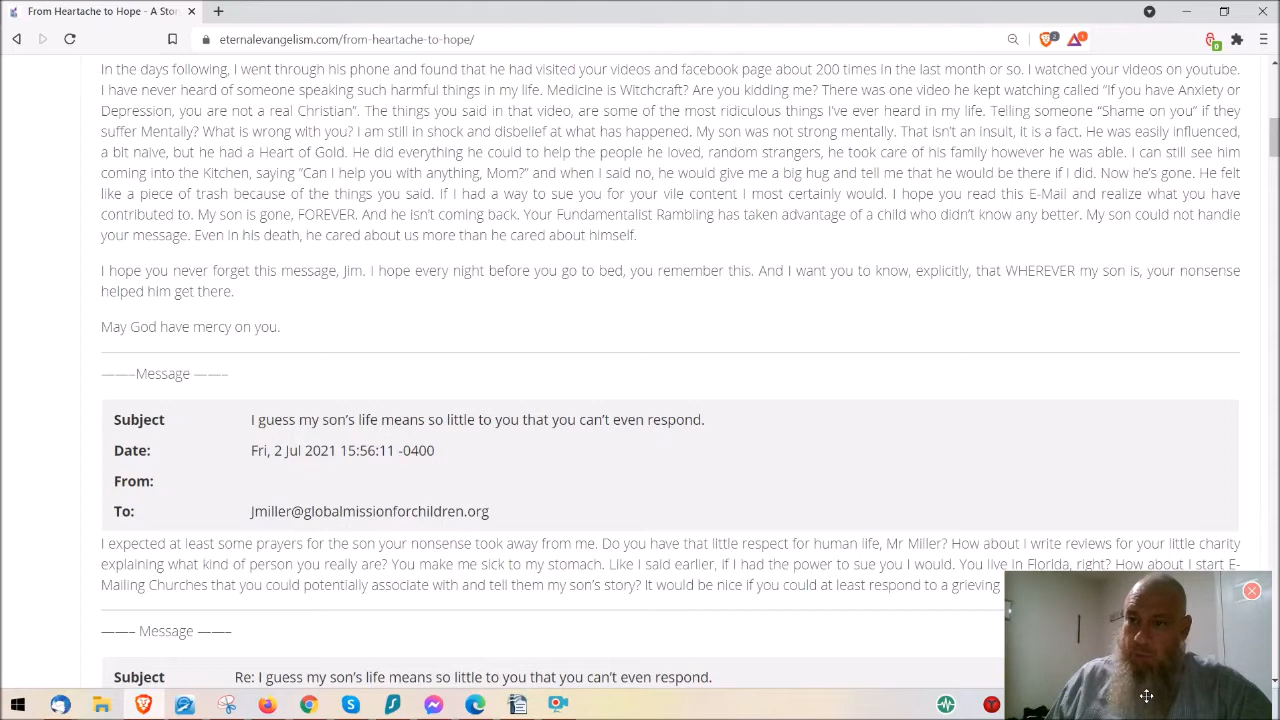 From Heartache to Hope - A Sto
eternalevangelism.com/from-heartache-to-hope/
2
1
0
In the days following, I went through his phone and found that he had visited your videos and facebook page about 200 times in the last month or so. I watched your videos on youtube.
I have never heard of someone speaking such harmful things in my life. Medicine is Witchcraft? Are you kidding me? There was one video he kept watching called "If you have Anxiety or
Depression, you are not a real Christian". The things you said in that video, are some of the most ridiculous things I've ever heard in my life. Telling someone "Shame on you" if they
suffer Mentally? What is wrong with you? I am still in shock and disbelief at what has happened. My son was not strong mentally. That isn't an insult, it is a fact. He was easily influenced,
a bit naive, but he had a Heart of Gold. He did everything he could to help the people he loved, random strangers, he took care of his family however he was able. I can still see him
coming into the Kitchen, saying "Can I help you with anything, Mom?" and when I said no, he would give me a big hug and tell me that he would be there if I did. Now he's gone. He felt
like a piece of trash because of the things you said. If I had a way to sue you for your vile content I most certainly would. I hope you read this E-Mail and realize what you have
contributed to. My son is gone, FOREVER. And he isn't coming back. Your Fundamentalist Rambling has taken advantage of a child who didn't know any better. My son could not handle
your message. Even in his death, he cared about us more than he cared about himself.
I hope you never forget this message, Jim. I hope every night before you go to bed, you remember this. And I want you to know, explicitly, that WHEREVER my son is, your nonsense
helped him get there.
May God have mercy on you.
——–Message ——–
Subject I guess my son's life means so little to you that you can't even respond.
Date: Fri, 2 Jul 2021 15:56:11 -0400
From:
To: Jmiller@globalmissionforchildren.org
I expected at least some prayers for the son your nonsense took away from me. Do you have that little respect for human life, Mr Miller? How about I write reviews for your little charity
explaining what kind of person you really are? You make me sick to my stomach. Like I said earlier, if I had the power to sue you I would. You live in Florida, right? How about I start E-
Mailing Churches that you could potentially associate with and tell them my son's story? It would be nice if you could at least respond to a grieving
——– Message ——–
Subject Re: I guess my son's life means so little to you that you can't even respond.